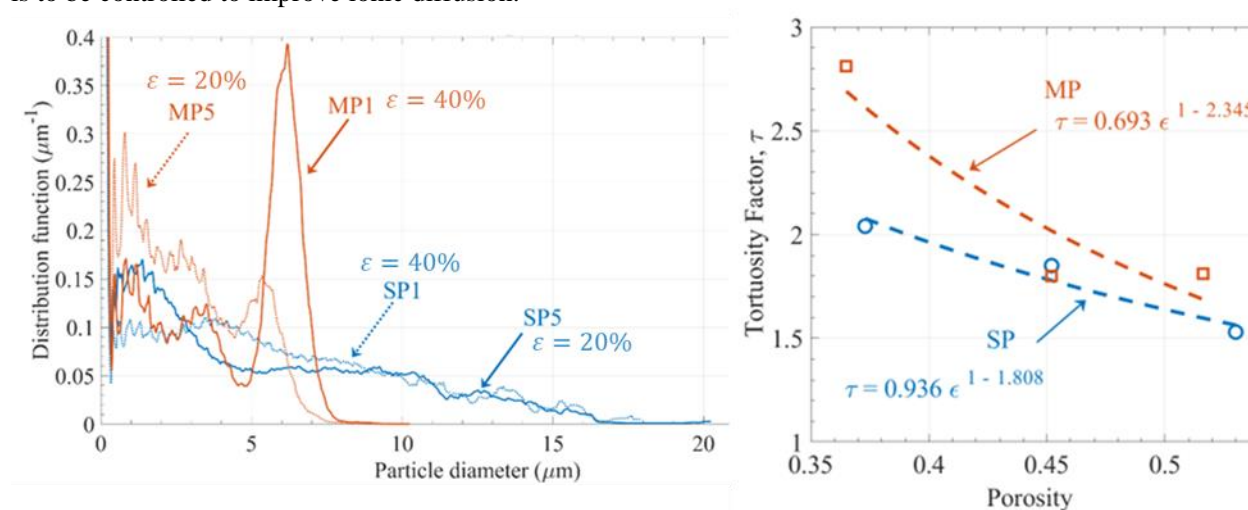 is to be controlled to improve ionic diffusion.
0.4
0.35
0.3
0.25
0.2
0.15
0.1
0.05
0
Distribution function (μm⁻¹)
ε = 20%
MP5
MP1 ε = 40%
ε = 40%
SP1
SP5
ε = 20%
0 5 10 15 20
Particle diameter (μm)
3
2.5
2
1.5
1
Tortuosity Factor, τ
MP
τ = 0.693 ϵ 1 - 2.345
SP
τ = 0.936 ϵ 1 - 1.808
0.35 0.4 0.45 0.5
Porosity